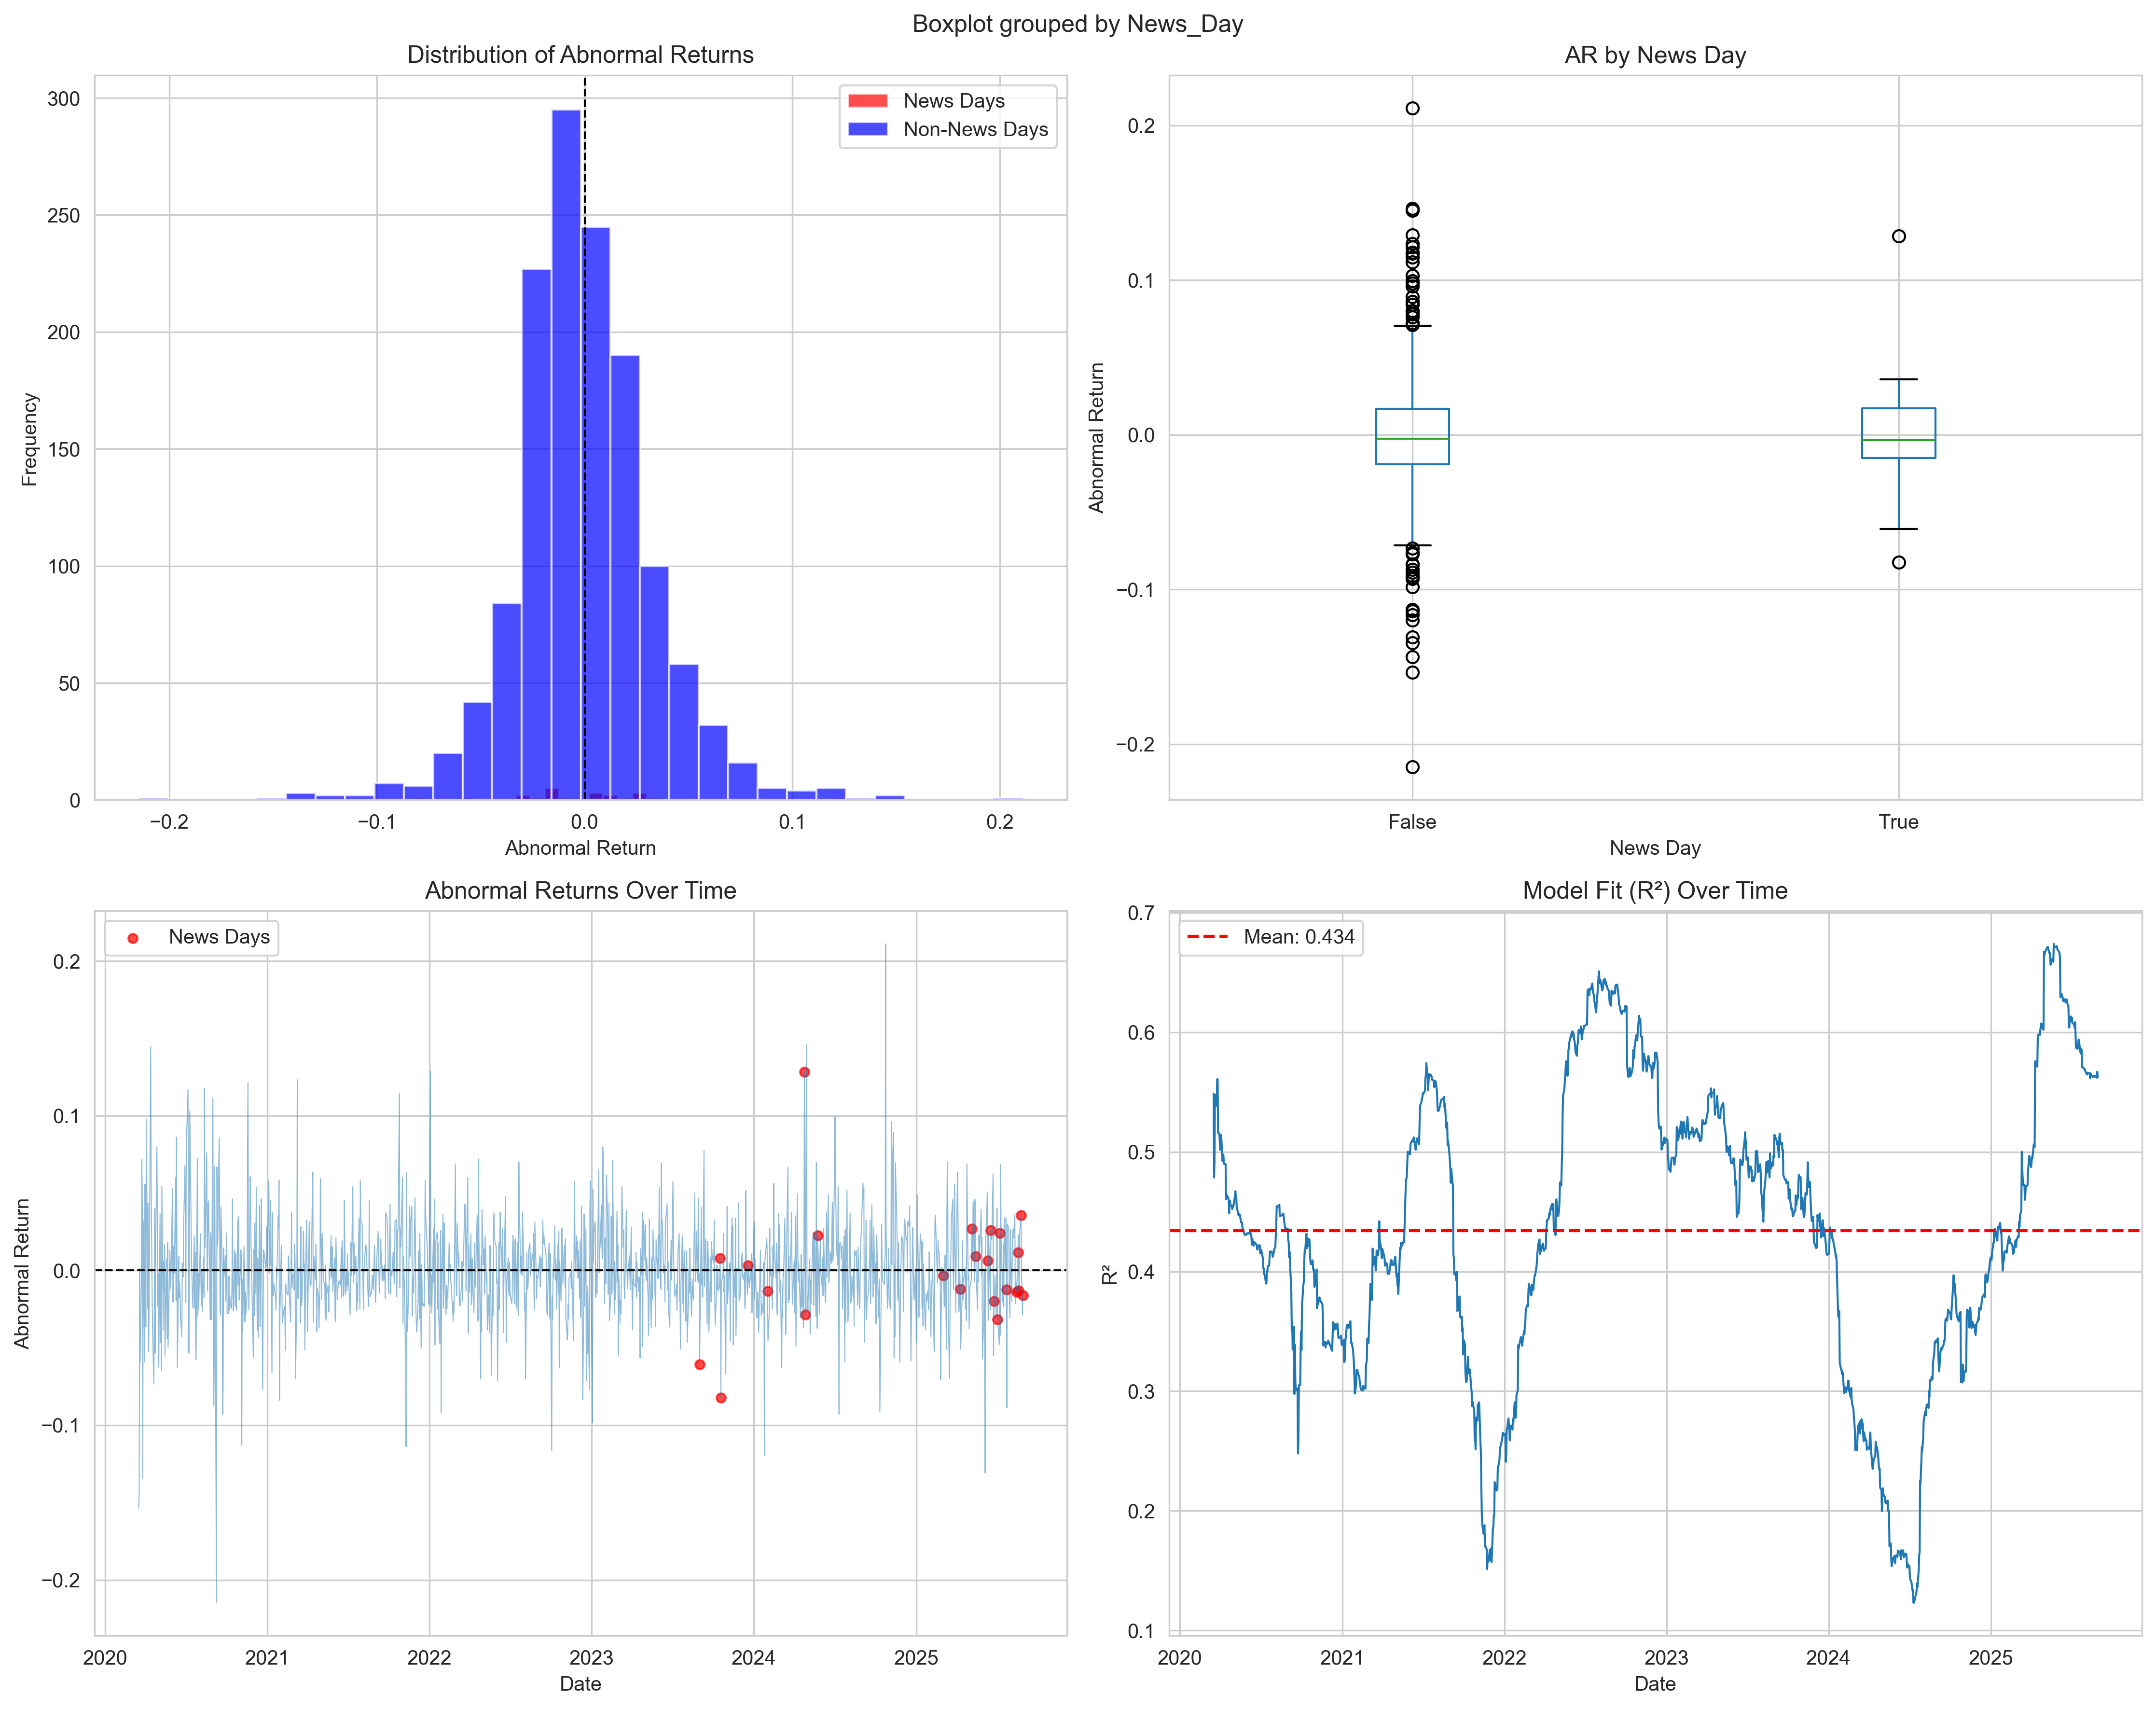 Boxplot grouped by News_Day
Distribution of Abnormal Returns
300
250
200
150
100
50
0
Frequency
News Days
Non-News Days
−0.2
−0.1
0.0
0.1
0.2
Abnormal Return
AR by News Day
0.2
0.1
0.0
−0.1
−0.2
Abnormal Return
False
True
News Day
Abnormal Returns Over Time
News Days
0.2
0.1
0.0
−0.1
−0.2
Abnormal Return
2020
2021
2022
2023
2024
2025
Date
Model Fit (R²) Over Time
Mean: 0.434
0.7
0.6
0.5
0.4
0.3
0.2
0.1
R²
2020
2021
2022
2023
2024
2025
Date